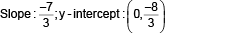 Slope: -7/3; y-intercept: (0, -8/3)